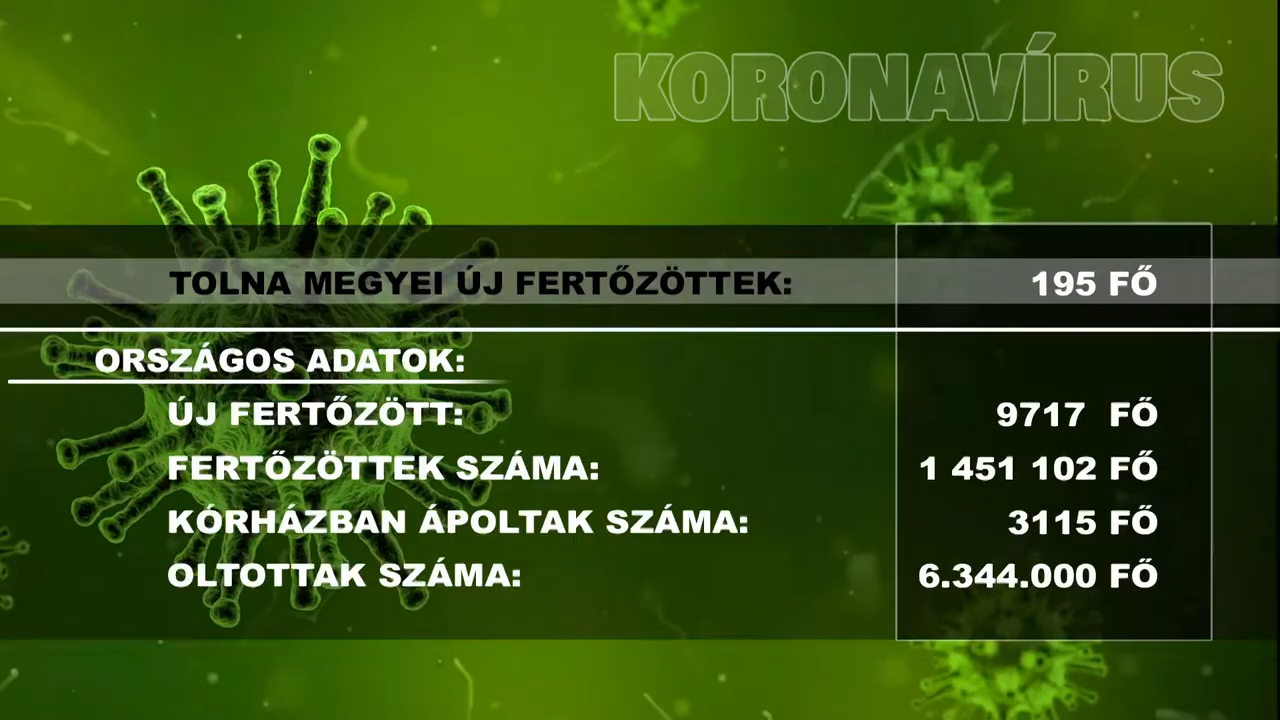 KORONAVÍRUS
TOLNA MEGYEI ÚJ FERTŐZÖTTEK: 195 FŐ
ORSZÁGOS ADATOK:
ÚJ FERTŐZÖTT: 9717 FŐ
FERTŐZÖTTEK SZÁMA: 1 451 102 FŐ
KÓRHÁZBAN ÁPOLTAK SZÁMA: 3115 FŐ
OLTOTTAK SZÁMA: 6.344.000 FŐ